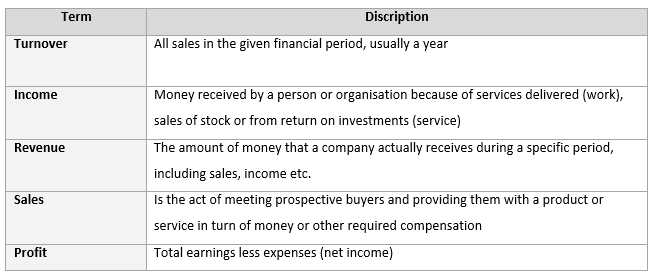 Term Discription
Turnover All sales in the given financial period, usually a year
Income Money received by a person or organisation because of services delivered (work),
sales of stock or from return on investments (service)
Revenue The amount of money that a company actually receives during a specific period,
including sales, income etc.
Sales Is the act of meeting prospective buyers and providing them with a product or
service in turn of money or other required compensation
Profit Total earnings less expenses (net income)